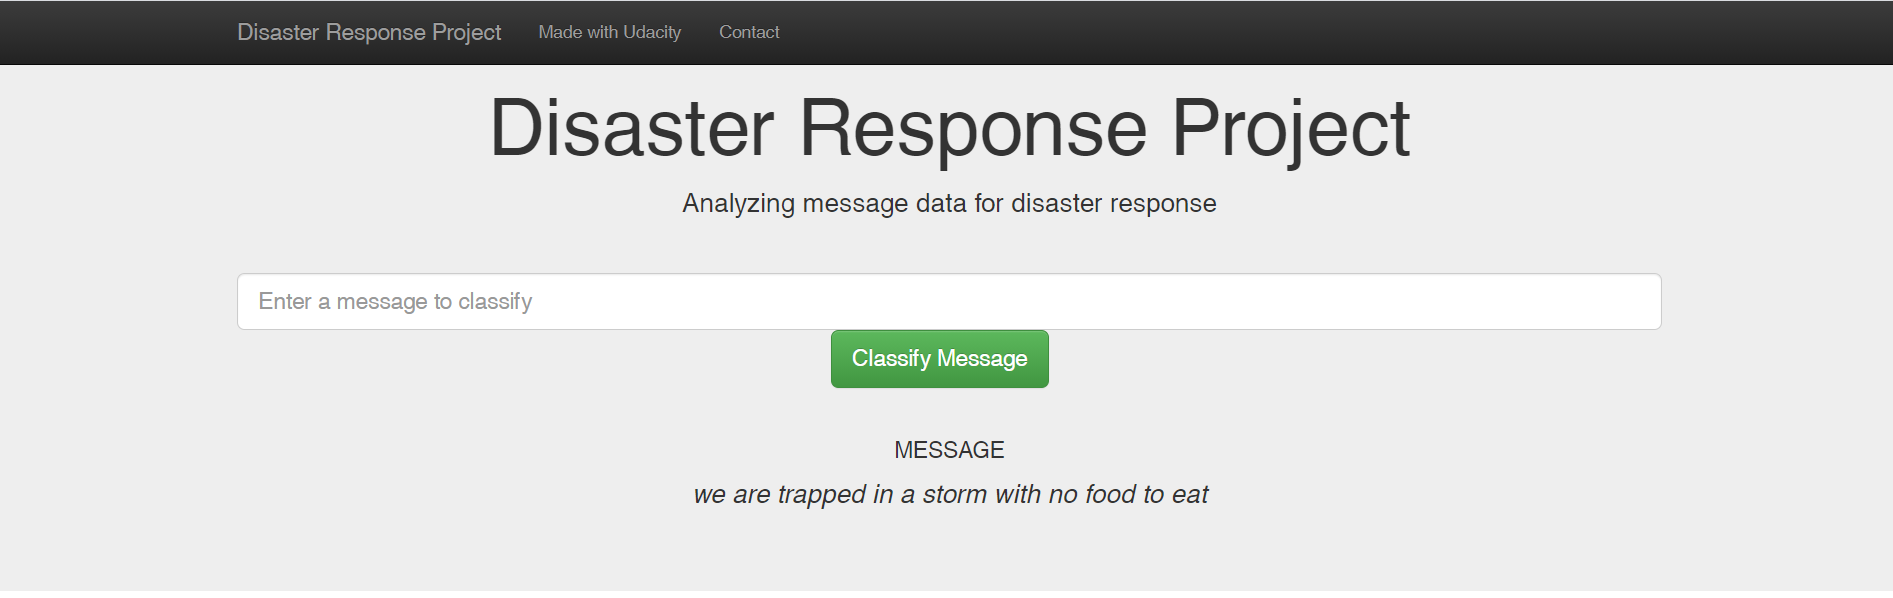 Disaster Response Project Made with Udacity Contact
Disaster Response Project
Analyzing message data for disaster response
Enter a message to classify
Classify Message
MESSAGE
we are trapped in a storm with no food to eat